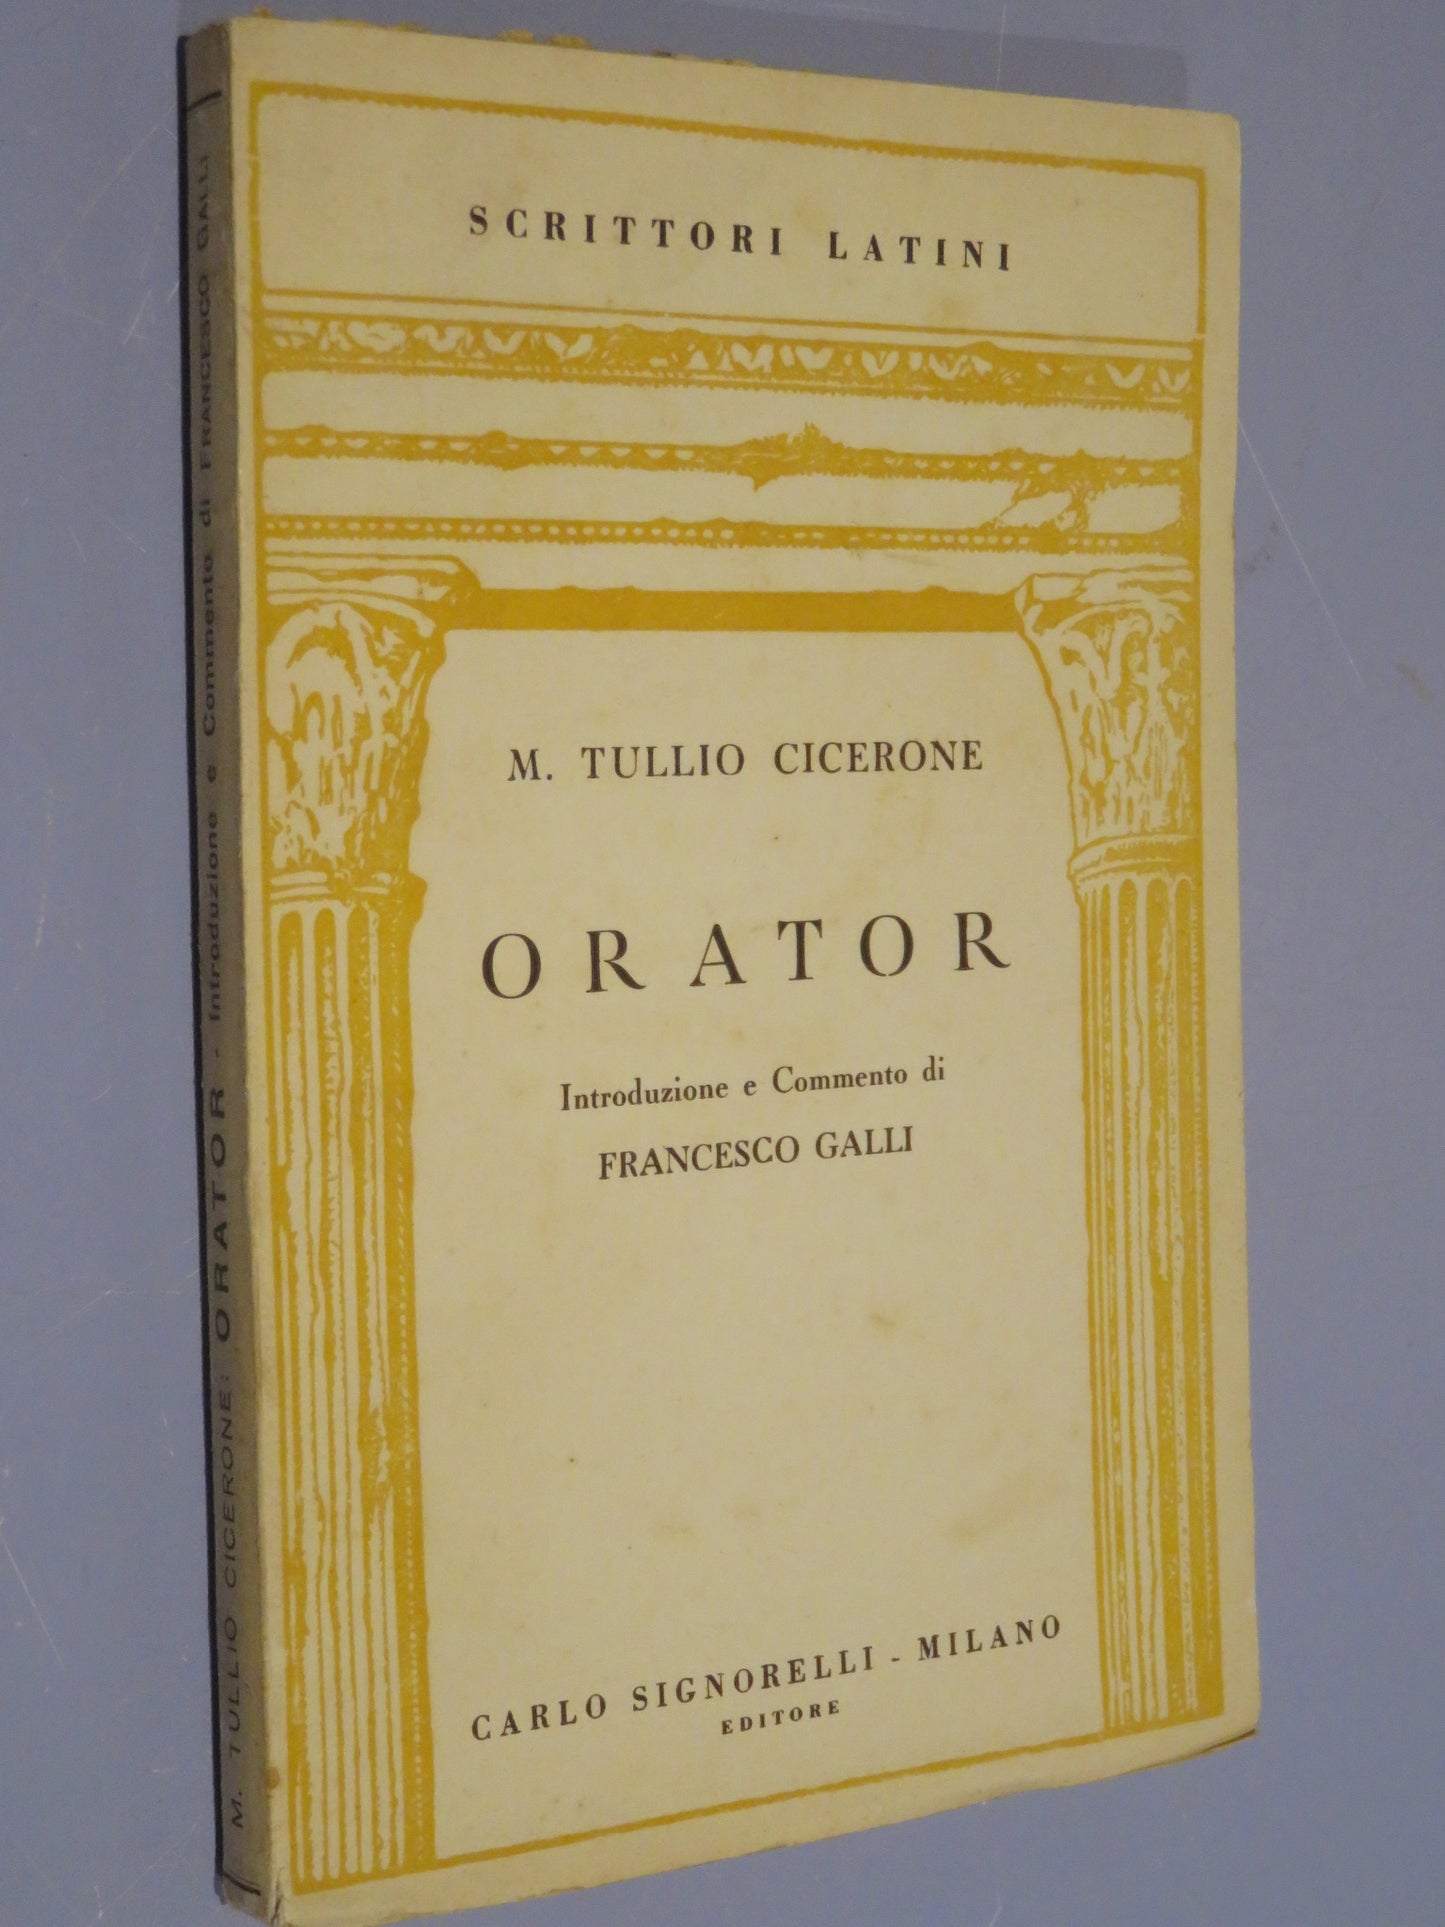 SCRITTORI LATINI
M. TULLIO CICERONE
ORATOR
Introduzione e Commento di
FRANCESCO GALLI
CARLO SIGNORELLI - MILANO
EDITORE
M. TULLIO CICERONE: ORATOR - Introduzione e Commento di FRANCESCO GALLI